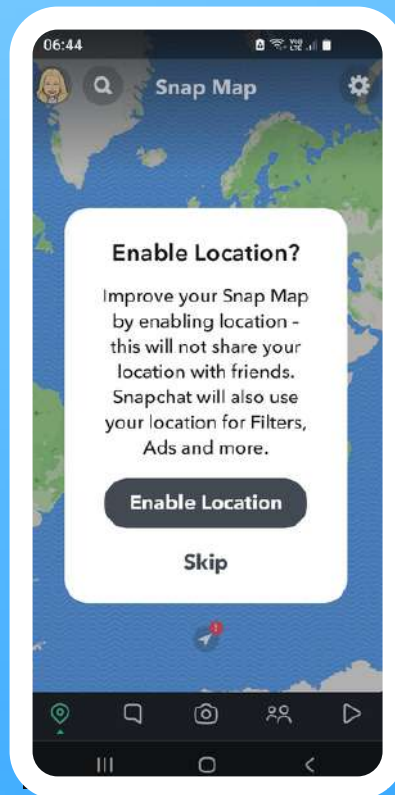 06:44
Snap Map
Enable Location?
Improve your Snap Map
by enabling location -
this will not share your
location with friends.
Snapchat will also use
your location for Filters,
Ads and more.
Enable Location
Skip